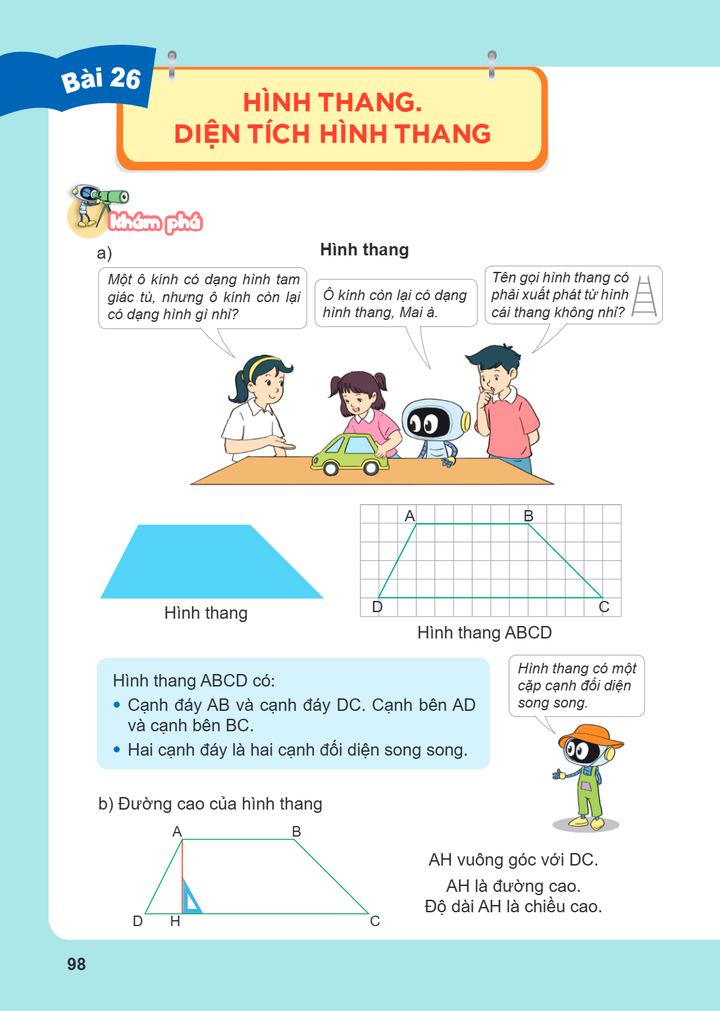 Bài 26
HÌNH THANG.
DIỆN TÍCH HÌNH THANG
Khám phá
a)
Hình thang
Một ô kính có dạng hình tam
giác tù, nhưng ô kính còn lại
có dạng hình gì nhỉ?
Ô kính còn lại có dạng
hình thang, Mai à.
Tên gọi hình thang có
phải xuất phát từ hình
cái thang không nhỉ?
A
B
D
C
Hình thang
Hình thang ABCD
Hình thang ABCD có:
• Cạnh đáy AB và cạnh đáy DC. Cạnh bên AD
và cạnh bên BC.
• Hai cạnh đáy là hai cạnh đối diện song song.
Hình thang có một
cặp cạnh đối diện
song song.
b) Đường cao của hình thang
A
B
D
H
C
AH vuông góc với DC.
AH là đường cao.
Độ dài AH là chiều cao.
98